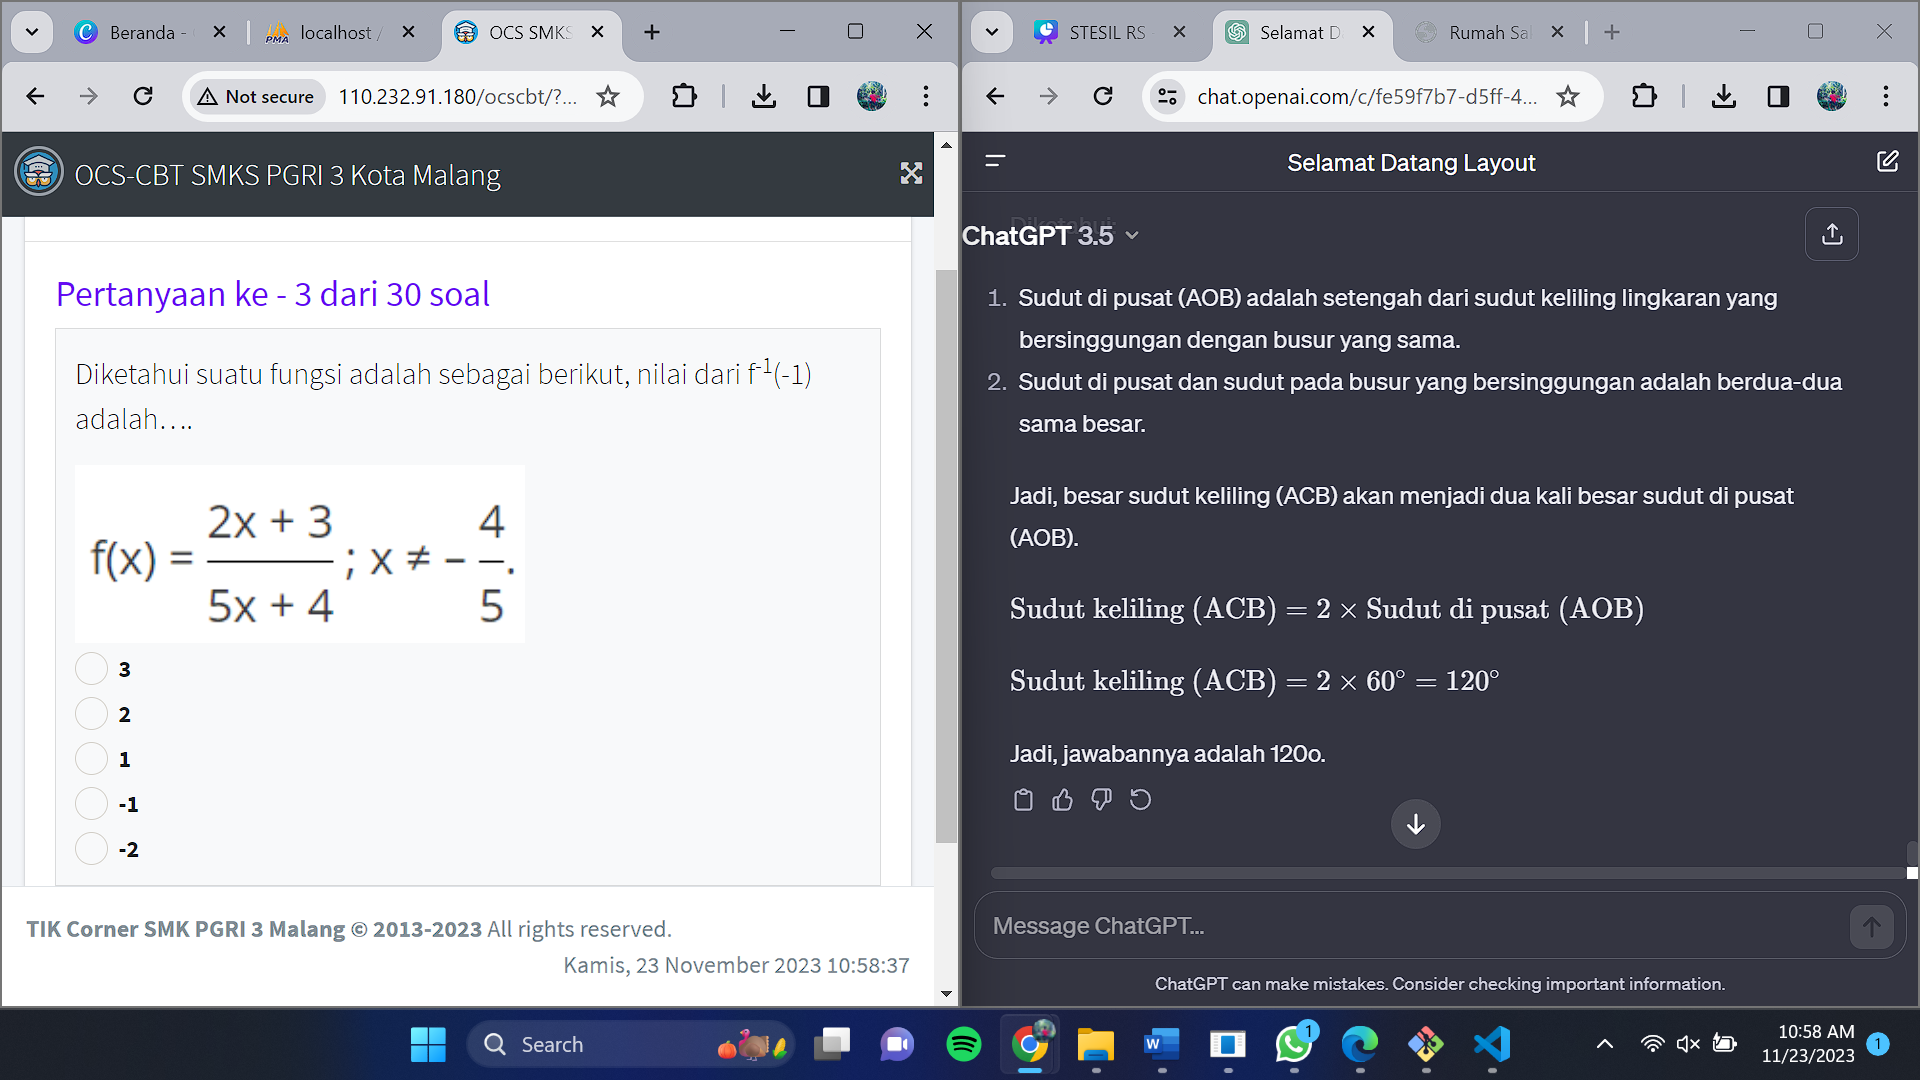 Beranda -
localhost /
OCS SMKS
Not secure
110.232.91.180/ocscbt/?...
OCS-CBT SMKS PGRI 3 Kota Malang
Pertanyaan ke - 3 dari 30 soal
Diketahui suatu fungsi adalah sebagai berikut, nilai dari f⁻¹(-1)
adalah….
f(x) = (2x + 3)/(5x + 4) ; x ≠ - 4/5.
3
2
1
-1
-2
TIK Corner SMK PGRI 3 Malang © 2013-2023 All rights reserved.
Kamis, 23 November 2023 10:58:37
STESIL RS
Selamat D
Rumah Sa
chat.openai.com/c/fe59f7b7-d5ff-4...
Selamat Datang Layout
Diketahui:
ChatGPT 3.5
1. Sudut di pusat (AOB) adalah setengah dari sudut keliling lingkaran yang
bersinggungan dengan busur yang sama.
2. Sudut di pusat dan sudut pada busur yang bersinggungan adalah berdua-dua
sama besar.
Jadi, besar sudut keliling (ACB) akan menjadi dua kali besar sudut di pusat
(AOB).
Sudut keliling (ACB) = 2 × Sudut di pusat (AOB)
Sudut keliling (ACB) = 2 × 60° = 120°
Jadi, jawabannya adalah 120o.
Message ChatGPT...
ChatGPT can make mistakes. Consider checking important information.
Search
1
10:58 AM
11/23/2023
1